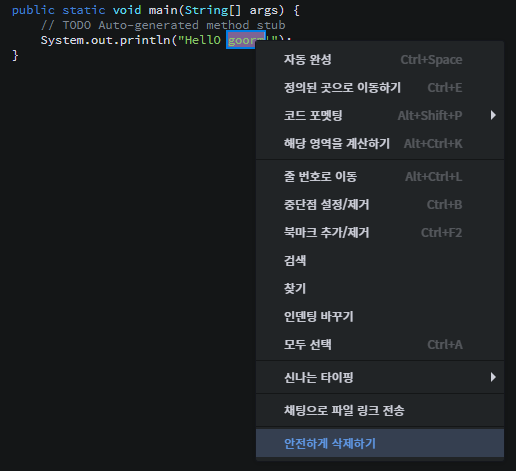 public static void main(String[] args) {
// TODO Auto-generated method stub
System.out.println("HellO goorm!");
}
자동 완성 Ctrl+Space
정의된 곳으로 이동하기 Ctrl+E
코드 포맷팅 Alt+Shift+P
해당 영역을 계산하기 Alt+Ctrl+K
줄 번호로 이동 Alt+Ctrl+L
중단점 설정/제거 Ctrl+B
북마크 추가/제거 Ctrl+F2
검색
찾기
인덴팅 바꾸기
모두 선택 Ctrl+A
신나는 타이핑
채팅으로 파일 링크 전송
안전하게 삭제하기